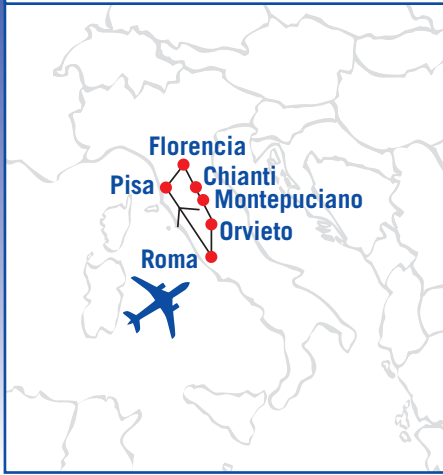 Florencia
Chianti
Pisa
Montepuciano
Orvieto
Roma